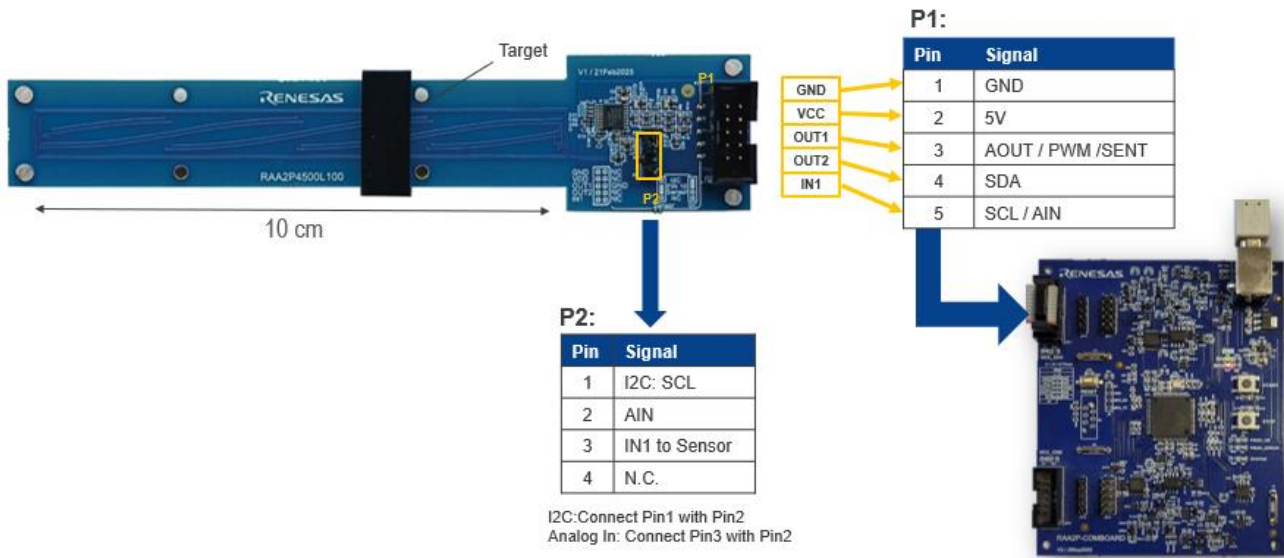 P1:
Target
V1 / 21Feb2025
P1
RENESAS
RAA2P4500L100
P2
10 cm
GND
VCC
OUT1
OUT2
IN1
Pin Signal
1 GND
2 5V
3 AOUT / PWM /SENT
4 SDA
5 SCL / AIN
P2:
Pin Signal
1 I2C: SCL
2 AIN
3 IN1 to Sensor
4 N.C.
I2C:Connect Pin1 with Pin2
Analog In: Connect Pin3 with Pin2
RENESAS
RAA2P-COMBOARD